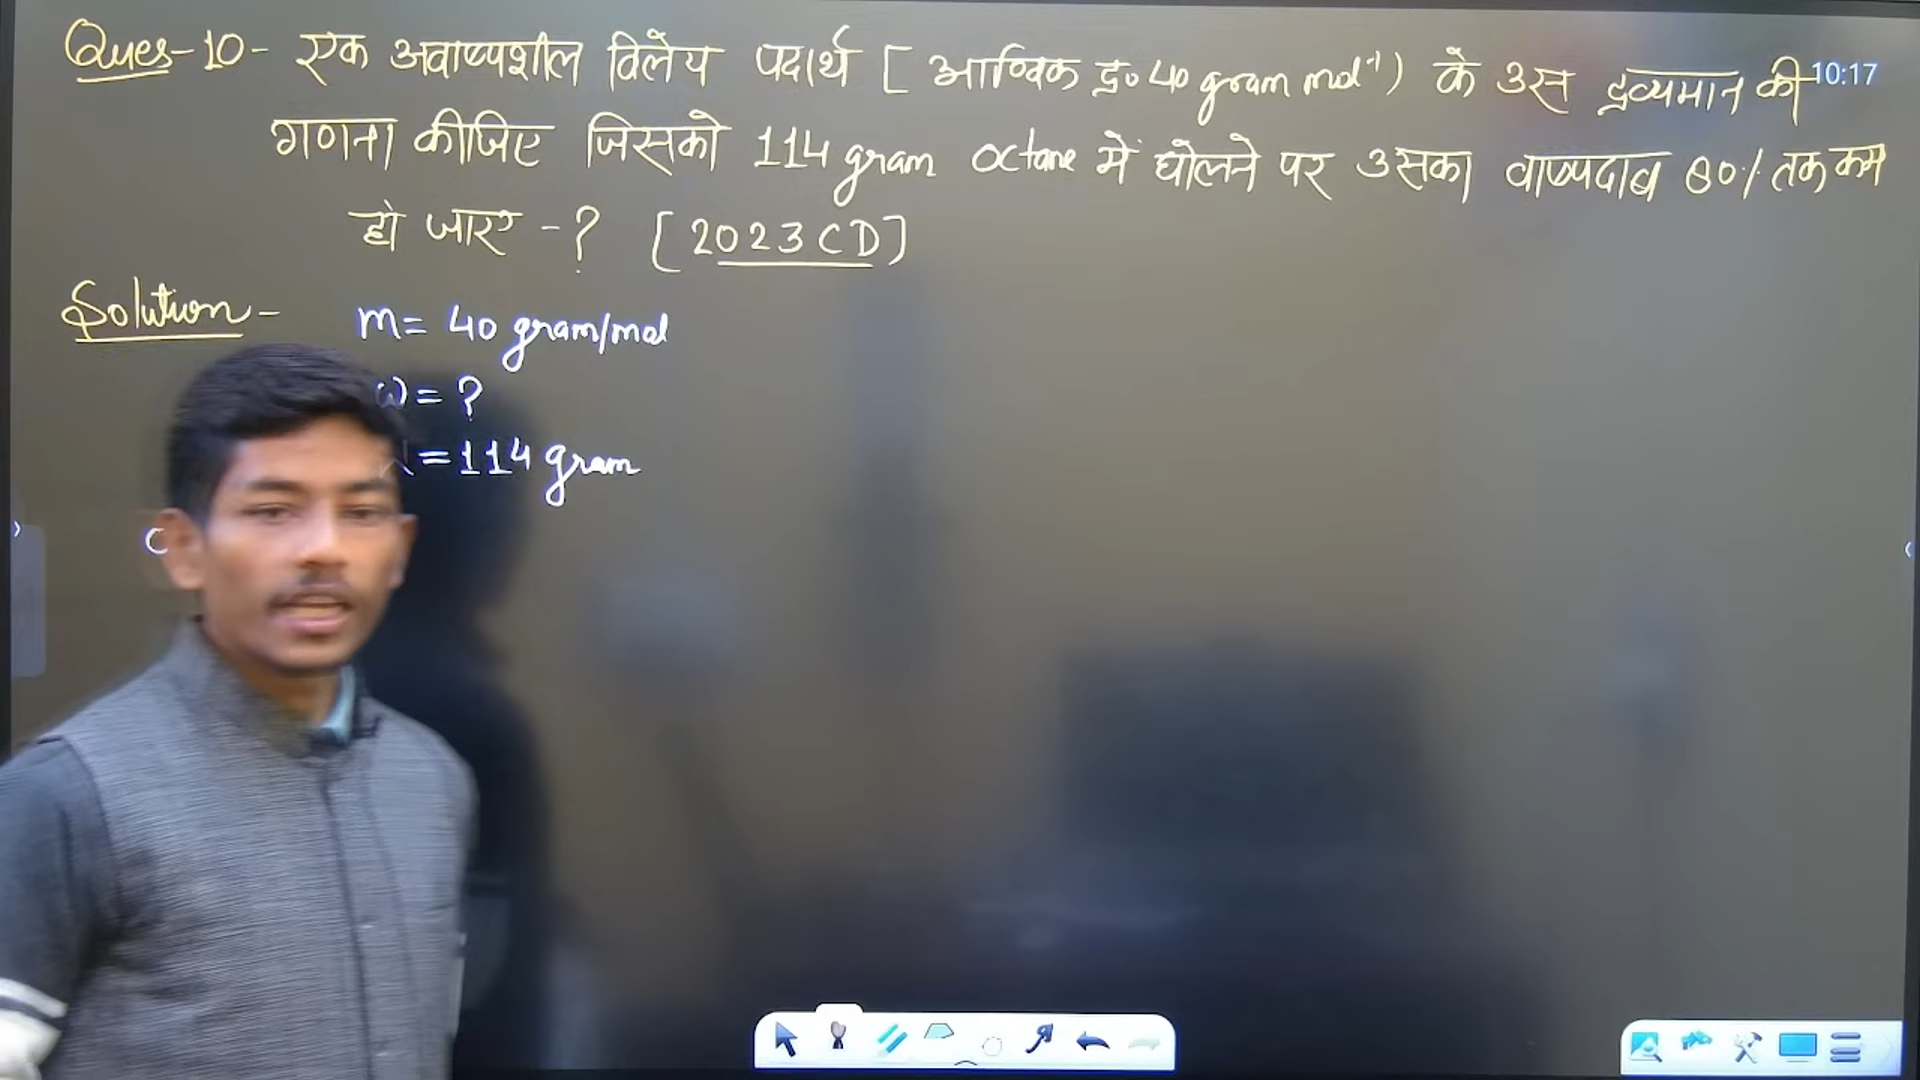 Ques-10- एक अवाष्पशील विलेय पदार्थ [ आण्विक द्र० 40 gram mol⁻¹) के उस द्रव्यमान की
10:17
गणना कीजिए जिसको 114 gram octane में घोलने पर उसका वाष्पदाब 80% तक कम
हो जाए -? [2023 CD]
Solution-
m= 40 gram/mol
ω = ?
= 114 gram
C